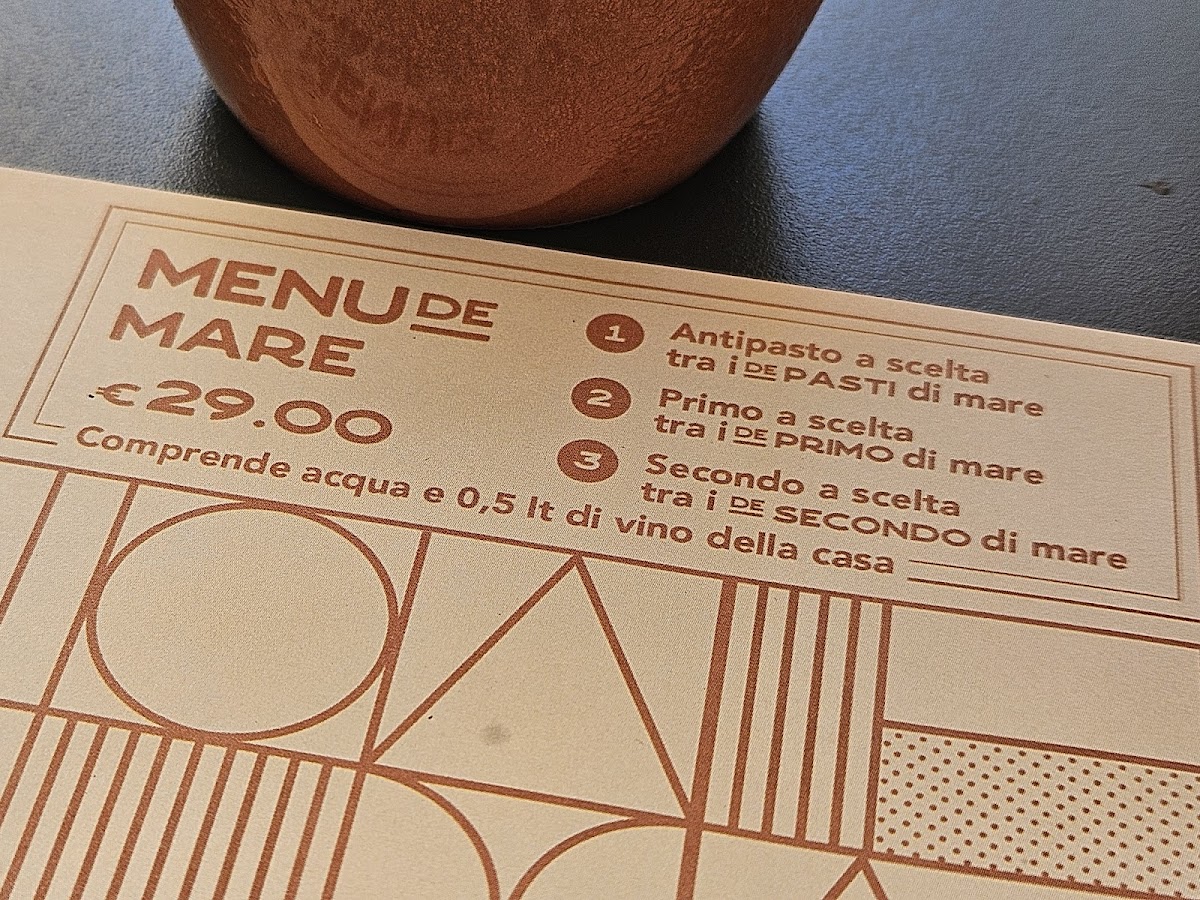 MENU DE
MARE
€ 29.00
Comprende acqua e 0,5 lt di vino della casa
1 Antipasto a scelta
tra i DE PASTI di mare
2 Primo a scelta
tra i DE PRIMO di mare
3 Secondo a scelta
tra i DE SECONDO di mare